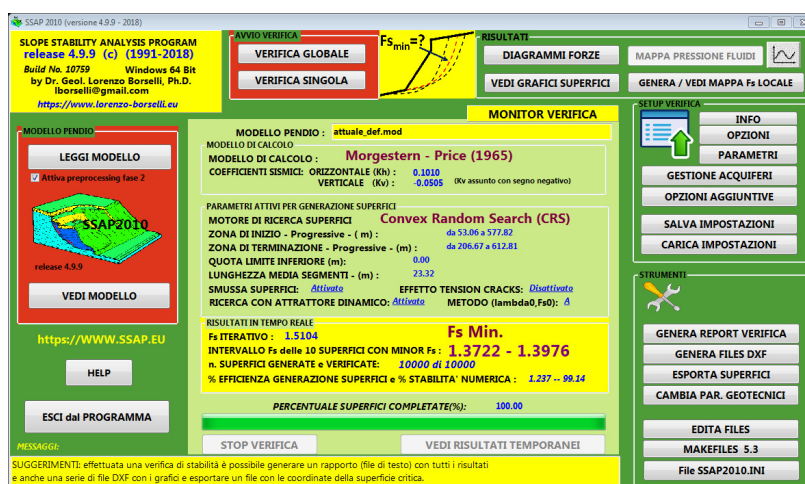 SSAP 2010 (versione 4.9.9 - 2018)
SLOPE STABILITY ANALYSIS PROGRAM
release 4.9.9 (c) (1991-2018)
Build No. 10759 Windows 64 Bit
by Dr. Geol. Lorenzo Borselli, Ph.D.
lborselli@gmail.com
https://www.lorenzo-borselli.eu
AVVIO VERIFICA
VERIFICA GLOBALE
VERIFICA SINGOLA
Fsmin=?
RISULTATI
DIAGRAMMI FORZE
MAPPA PRESSIONE FLUIDI
VEDI GRAFICI SUPERFICI
GENERA / VEDI MAPPA Fs LOCALE
MODELLO PENDIO
LEGGI MODELLO
Attiva preprocessing fase 2
SSAP2010
release 4.9.9
VEDI MODELLO
https://WWW.SSAP.EU
HELP
ESCI dal PROGRAMMA
MESSAGGI:
MONITOR VERIFICA
MODELLO PENDIO : attuale_def.mod
MODELLO DI CALCOLO
MODELLO DI CALCOLO : Morgestern - Price (1965)
COEFFICIENTI SISMICI: ORIZZONTALE (Kh) : 0.1010
VERTICALE (Kv) : -0.0505 (Kv assunto con segno negativo)
PARAMETRI ATTIVI PER GENERAZIONE SUPERFICI
MOTORE DI RICERCA SUPERFICI Convex Random Search (CRS)
ZONA DI INIZIO - Progressive - ( m) : da 53.06 a 577.82
ZONA DI TERMINAZIONE - Progressive - (m) : da 206.67 a 612.81
QUOTA LIMITE INFERIORE (m): 0.00
LUNGHEZZA MEDIA SEGMENTI - (m) : 23.32
SMUSSA SUPERFICI: Attivato EFFETTO TENSION CRACKS: Disattivato
RICERCA CON ATTRATTORE DINAMICO: Attivato METODO (lambda0,Fs0): A
RISULTATI IN TEMPO REALE
Fs ITERATIVO : 1.5104 Fs Min.
INTERVALLO Fs delle 10 SUPERFICI CON MINOR Fs : 1.3722 - 1.3976
n. SUPERFICI GENERATE e VERIFICATE: 10000 di 10000
% EFFICIENZA GENERAZIONE SUPERFICI e % STABILITA' NUMERICA : 1.237 -- 99.14
PERCENTUALE SUPERFICI COMPLETATE(%): 100.00
STOP VERIFICA
VEDI RISULTATI TEMPORANEI
SETUP VERIFICA
INFO
OPZIONI
PARAMETRI
GESTIONE ACQUIFERI
OPZIONI AGGIUNTIVE
SALVA IMPOSTAZIONI
CARICA IMPOSTAZIONI
STRUMENTI
GENERA REPORT VERIFICA
GENERA FILES DXF
ESPORTA SUPERFICI
CAMBIA PAR. GEOTECNICI
EDITA FILES
MAKEFILES 5.3
File SSAP2010.INI
SUGGERIMENTI: effettuata una verifica di stabilità è possibile generare un rapporto (file di testo) con tutti i risultati
e anche una serie di file DXF con i grafici e esportare un file con le coordinate della superficie critica.